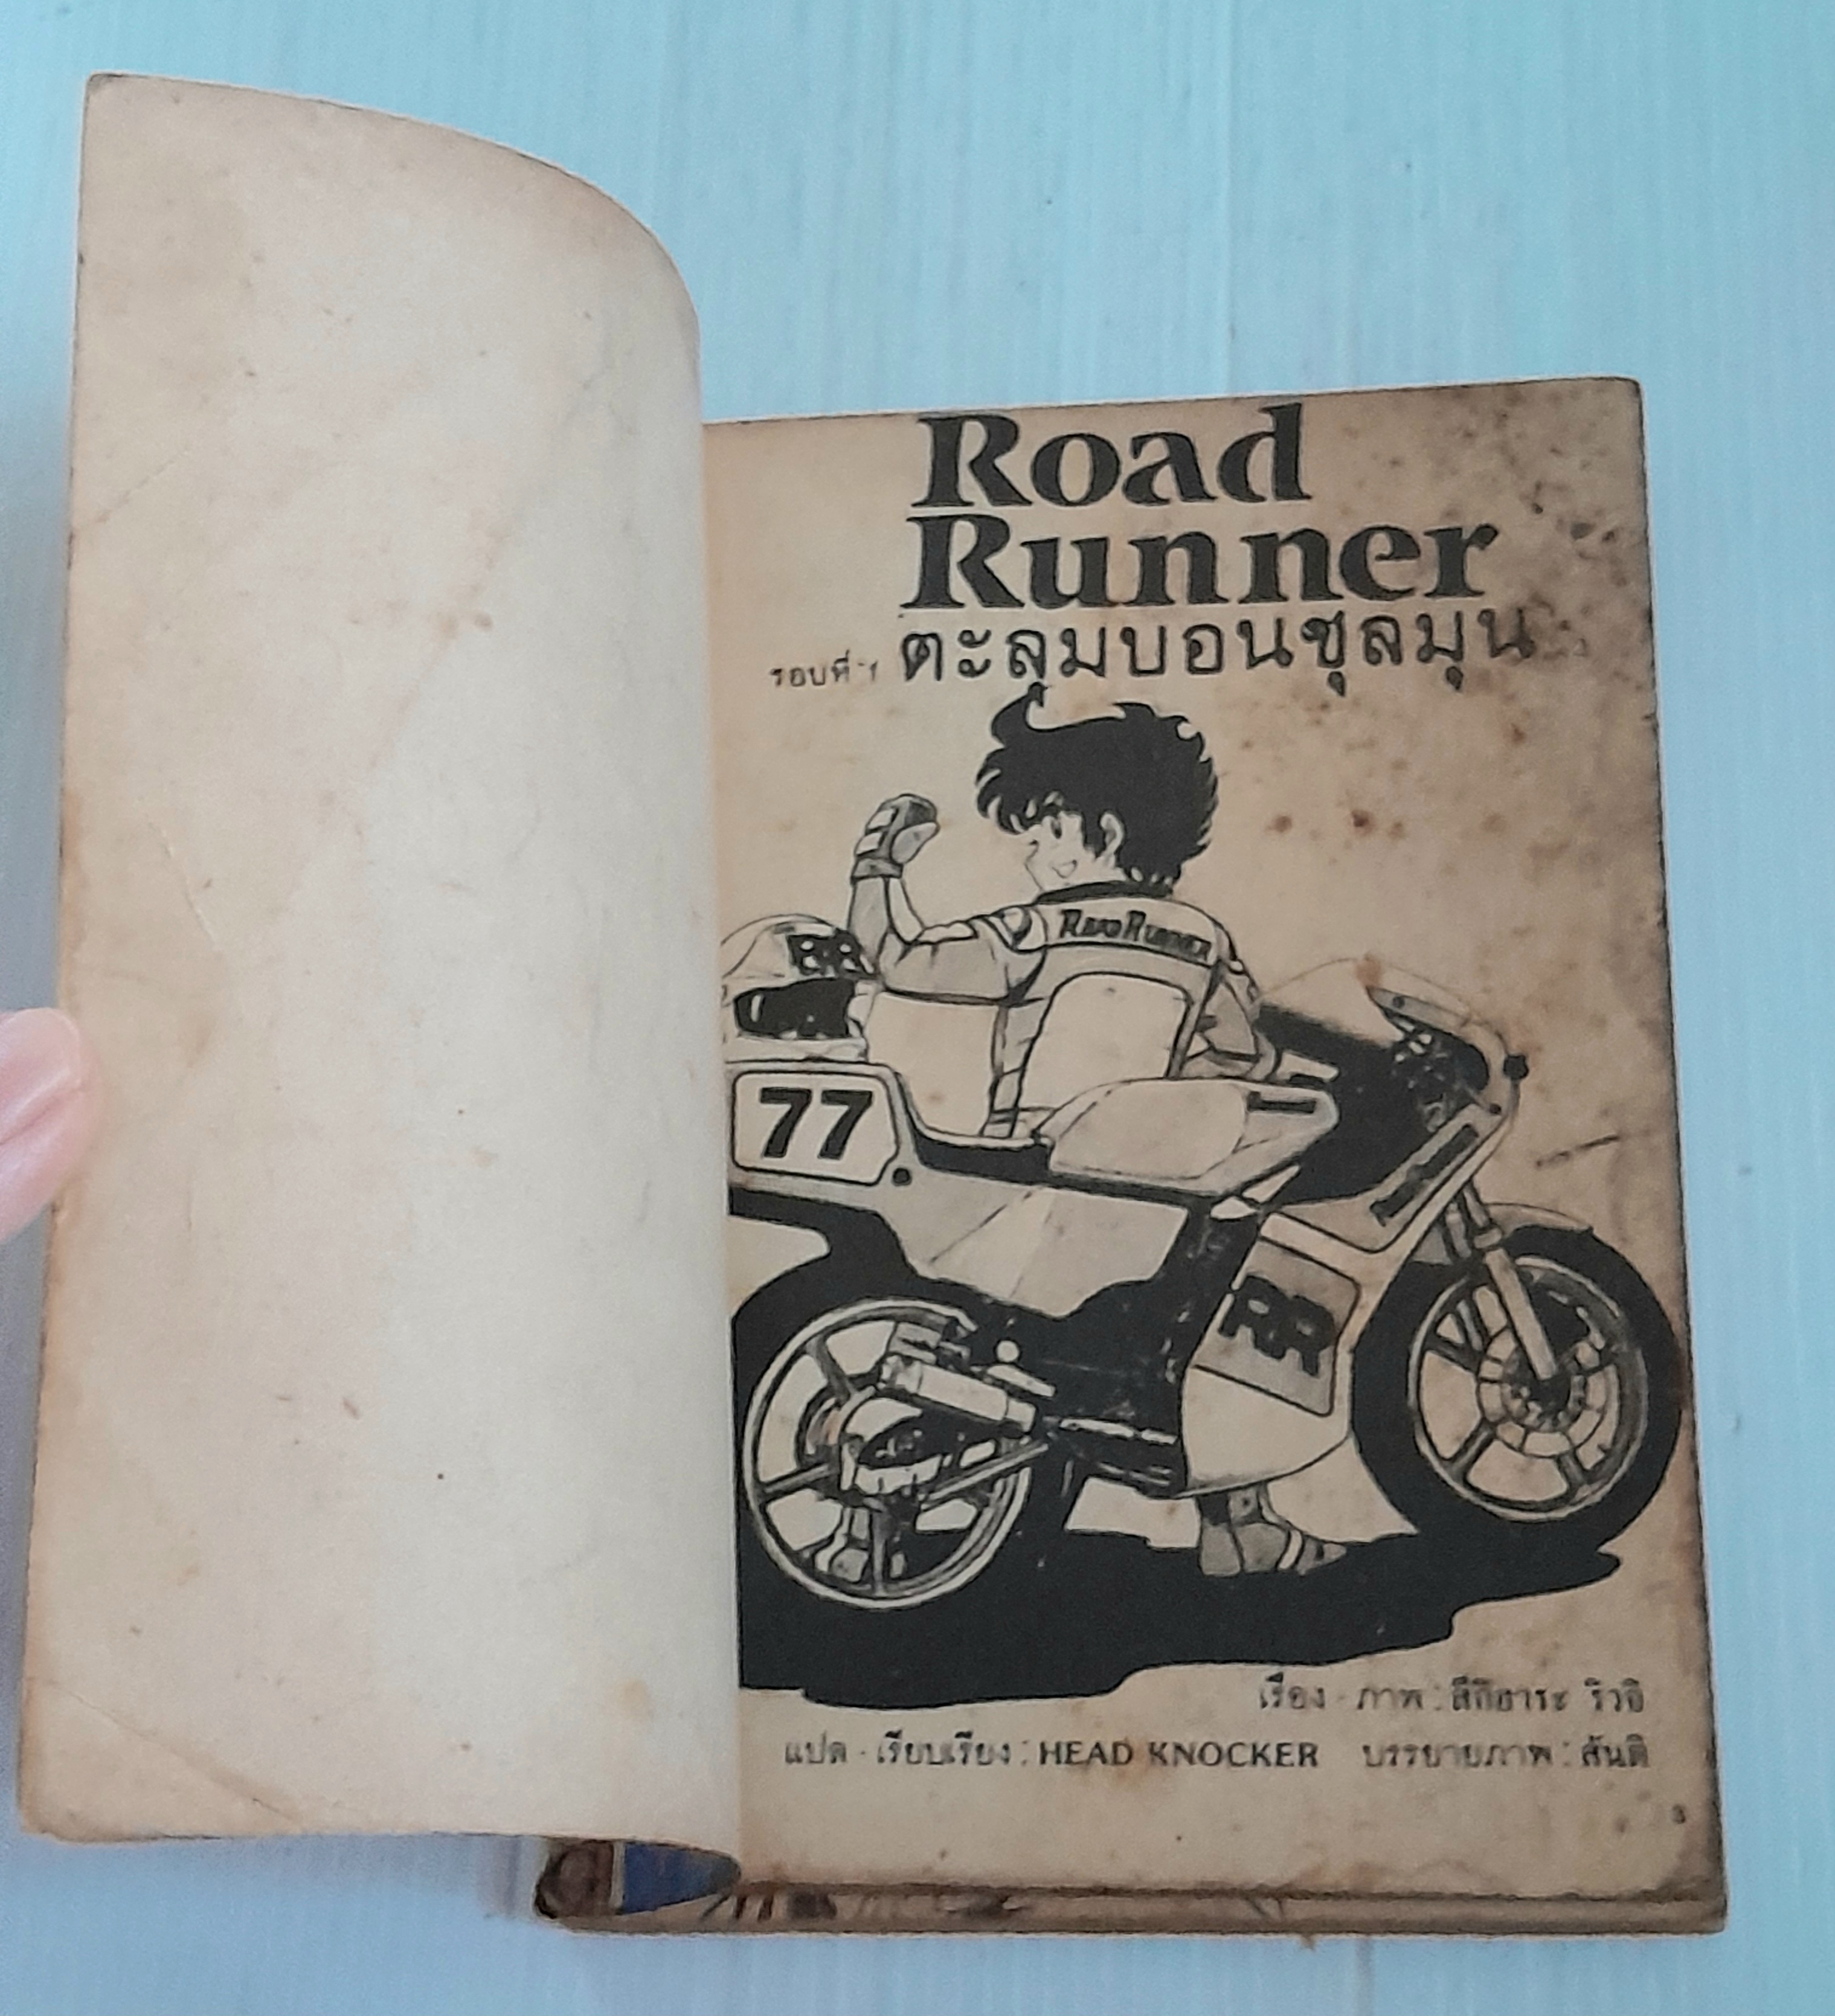 Road
Runner
รอบที่ 1 ตะลุมบอนชุลมุน
ROAD RUNNER
RR
77
RR
เรื่อง · ภาพ : ลีกิฮาระ ริวจิ
แปล · เรียบเรียง : HEAD KNOCKER บรรยายภาพ : สันติ
3